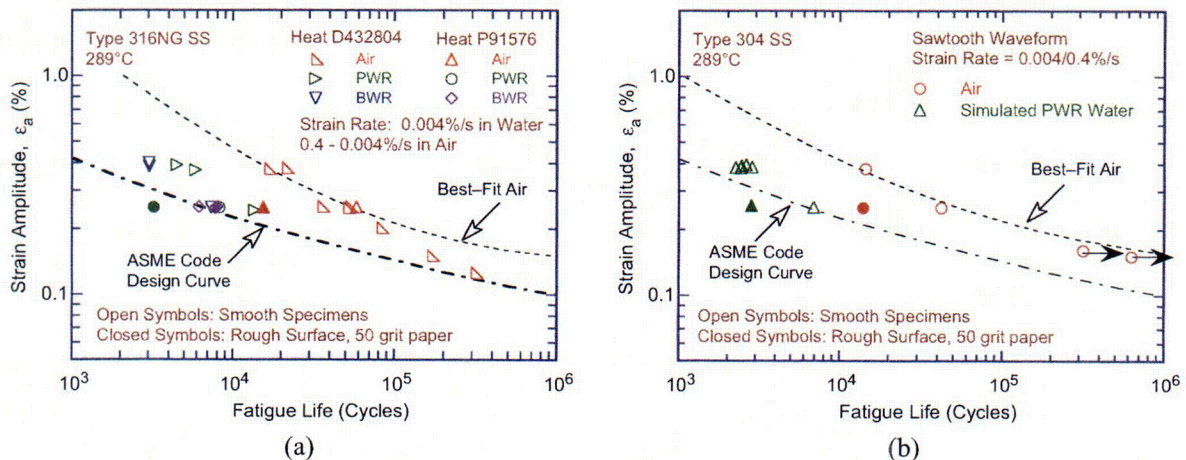 Type 316NG SS
289°C
Heat D432804
Heat P91576
Air
Air
PWR
PWR
BWR
BWR
Strain Rate: 0.004%/s in Water
0.4 - 0.004%/s in Air
Best–Fit Air
ASME Code
Design Curve
Open Symbols: Smooth Specimens
Closed Symbols: Rough Surface, 50 grit paper
Strain Amplitude, εa (%)
1.0
0.1
10³
10⁴
10⁵
10⁶
Fatigue Life (Cycles)
(a)
Type 304 SS
289°C
Sawtooth Waveform
Strain Rate = 0.004/0.4%/s
Air
Simulated PWR Water
Best–Fit Air
ASME Code
Design Curve
Open Symbols: Smooth Specimens
Closed Symbols: Rough Surface, 50 grit paper
Strain Amplitude, εa (%)
1.0
0.1
10³
10⁴
10⁵
10⁶
Fatigue Life (Cycles)
(b)